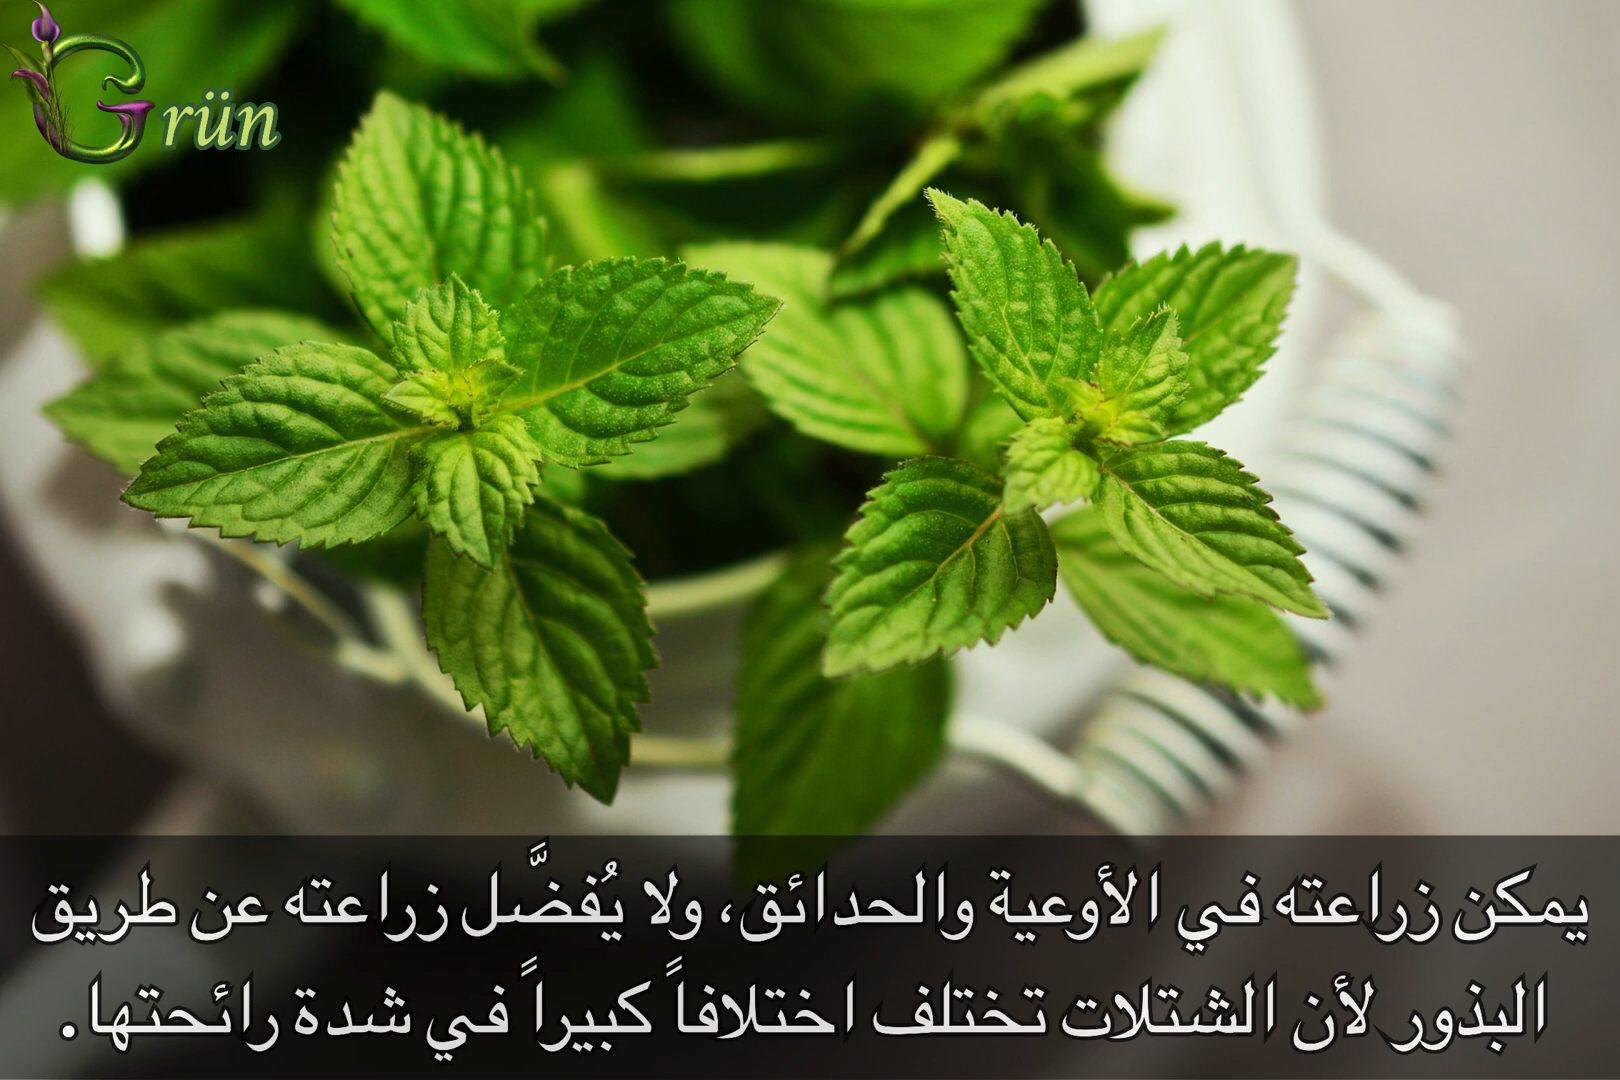 Grün
يمكن زراعته في الأوعية والحدائق، ولا يُفضَّل زراعته عن طريق
البذور لأن الشتلات تختلف اختلافاً كبيراً في شدة رائحتها.